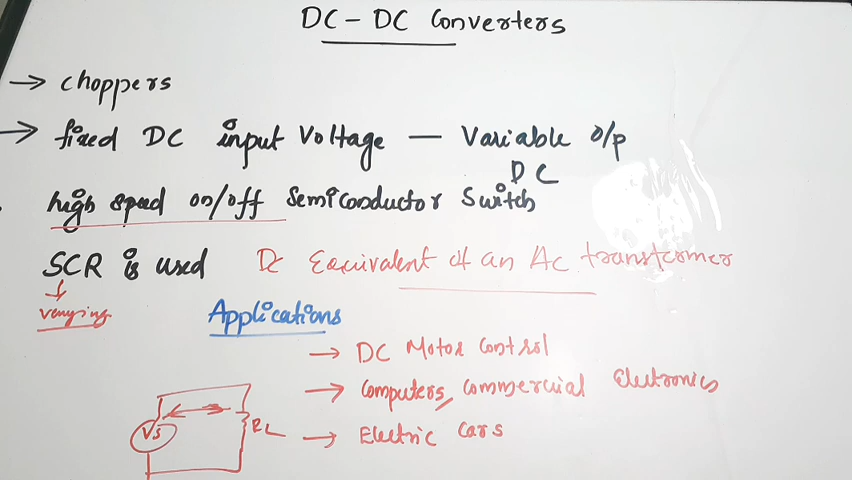 DC - DC Converters
→ choppers
→ fixed DC input Voltage — Variable o/p
DC
high speed on/off Semiconductor Switch
SCR is used DC Equivalent of an AC transformer
↓
varying
Applications
→ DC Motor Control
→ Computers, Commercial Electronics
→ Electric Cars
VS
RL